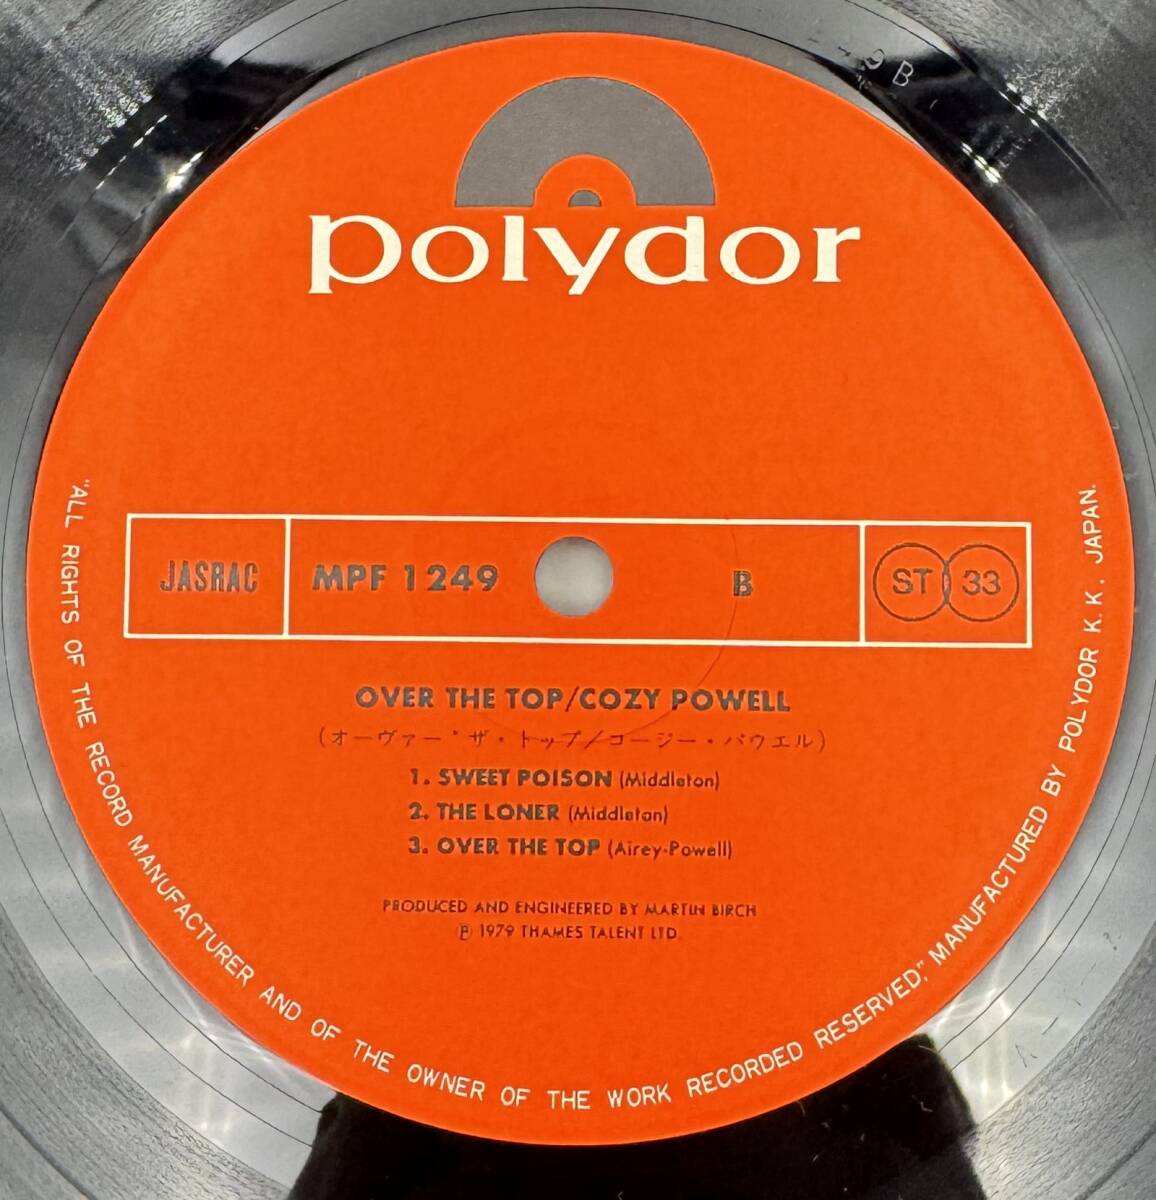 polydor
JASRAC
MPF 1249
B
ST 33
OVER THE TOP/COZY POWELL
(オーヴァー・ザ・トップ/コージー・パウエル)
1. SWEET POISON (Middleton)
2. THE LONER (Middleton)
3. OVER THE TOP (Airey-Powell)
PRODUCED AND ENGINEERED BY MARTIN BIRCH
Ⓟ 1979 THAMES TALENT LTD.
"ALL RIGHTS OF THE RECORD MANUFACTURER AND OF THE OWNER OF THE WORK RECORDED RESERVED," MANUFACTURED BY POLYDOR K.K. JAPAN.